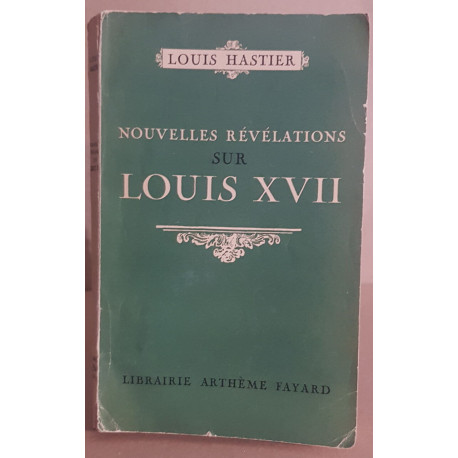 LOUIS HASTIER
NOUVELLES RÉVÉLATIONS
SUR
LOUIS XVII
LIBRAIRIE ARTHÈME FAYARD